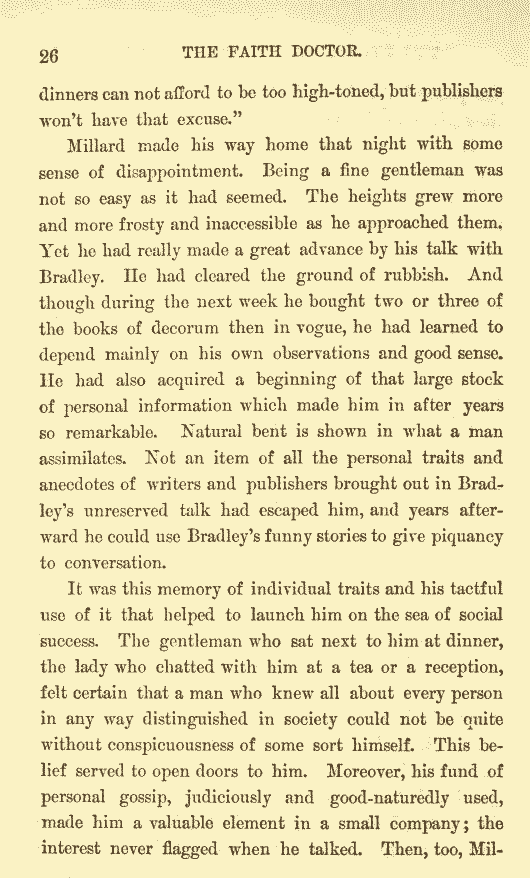 26
THE FAITH DOCTOR.
dinners can not afford to be too high-toned, but publishers
won't have that excuse.”
Millard made his way home that night with some
sense of disappointment. Being a fine gentleman was
not so easy as it had seemed. The heights grew more
and more frosty and inaccessible as he approached them.
Yet he had really made a great advance by his talk with
Bradley. He had cleared the ground of rubbish. And
though during the next week he bought two or three of
the books of decorum then in vogue, he had learned to
depend mainly on his own observations and good sense.
He had also acquired a beginning of that large stock
of personal information which made him in after years
so remarkable. Natural bent is shown in what a man
assimilates. Not an item of all the personal traits and
anecdotes of writers and publishers brought out in Brad-
ley's unreserved talk had escaped him, and years after-
ward he could use Bradley's funny stories to give piquancy
to conversation.
It was this memory of individual traits and his tactful
use of it that helped to launch him on the sea of social
success. The gentleman who sat next to him at dinner,
the lady who chatted with him at a tea or a reception,
felt certain that a man who knew all about every person
in any way distinguished in society could not be quite
without conspicuousness of some sort himself. This be-
lief served to open doors to him. Moreover, his fund of
personal gossip, judiciously and good-naturedly used,
made him a valuable element in a small company; the
interest never flagged when he talked. Then, too, Mil-